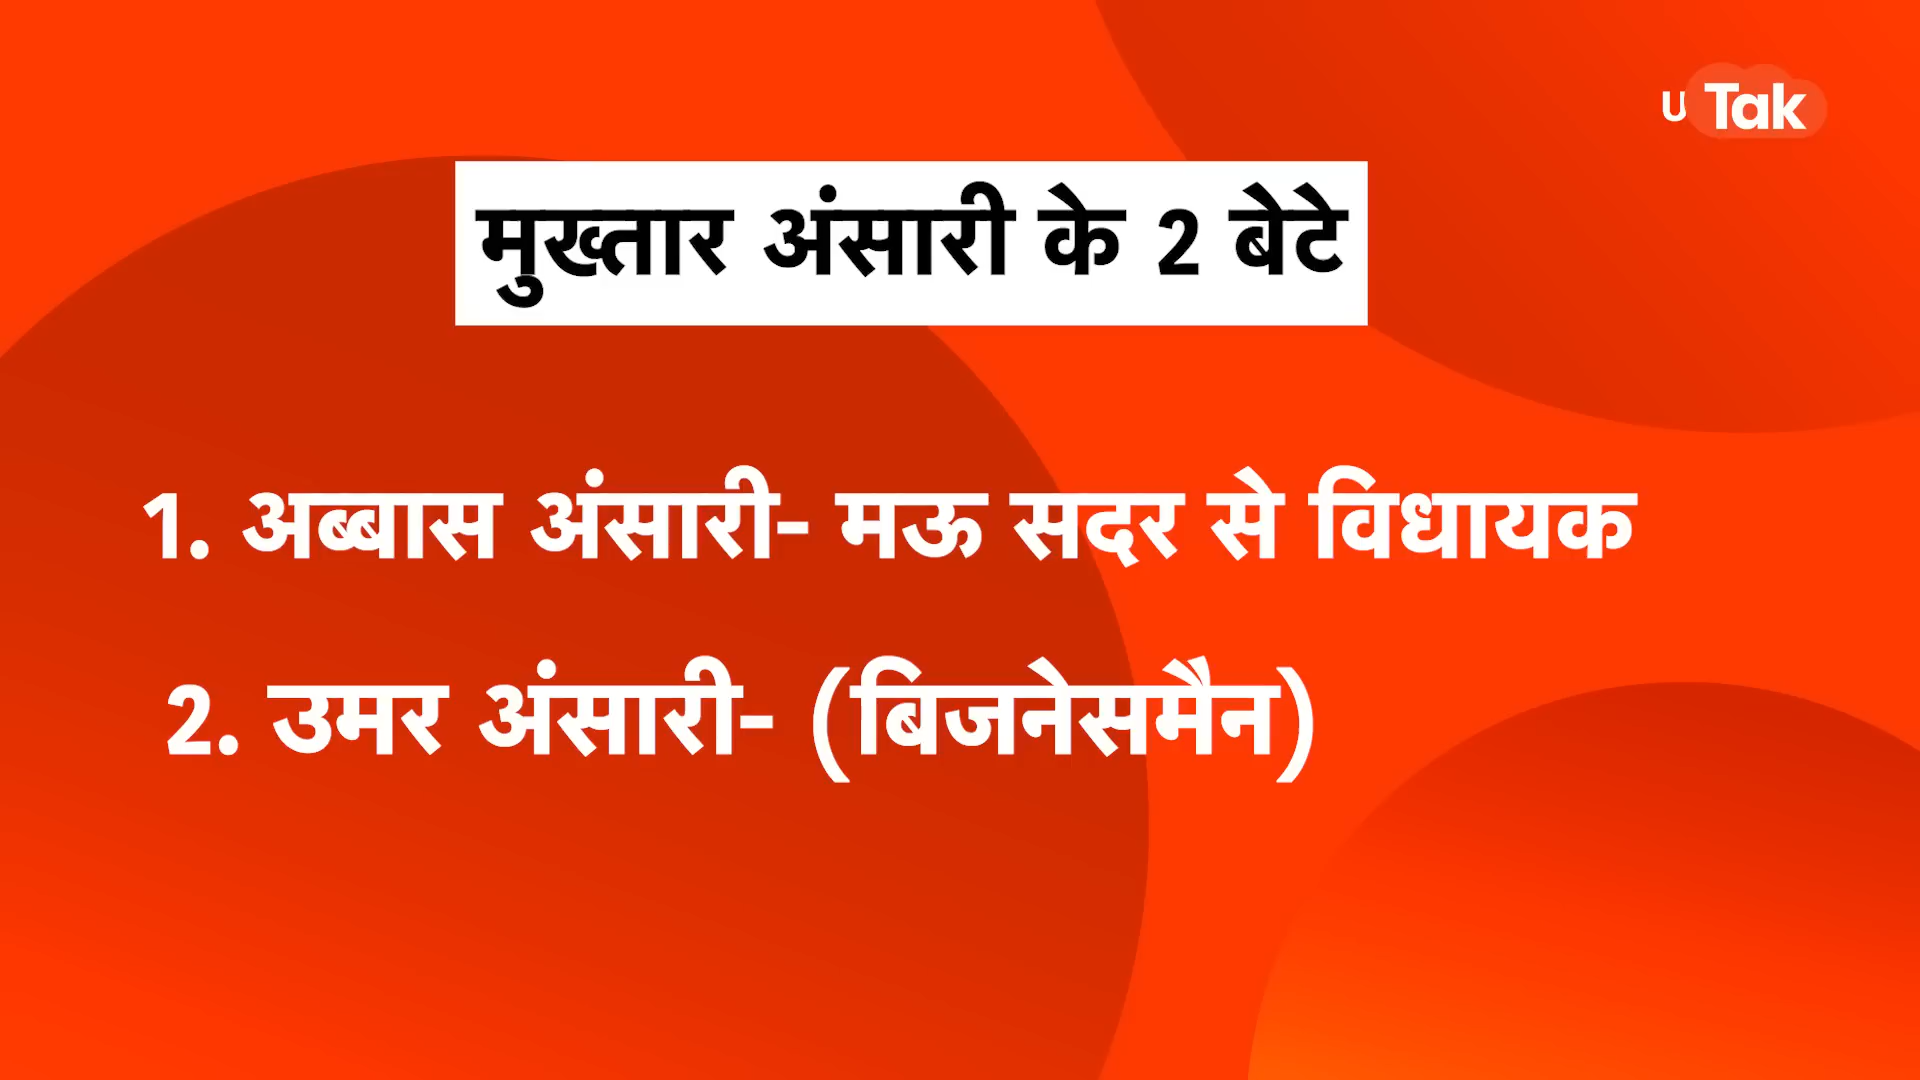 U Tak
मुख्तार अंसारी के 2 बेटे
1. अब्बास अंसारी- मऊ सदर से विधायक
2. उमर अंसारी- (बिजनेसमैन)